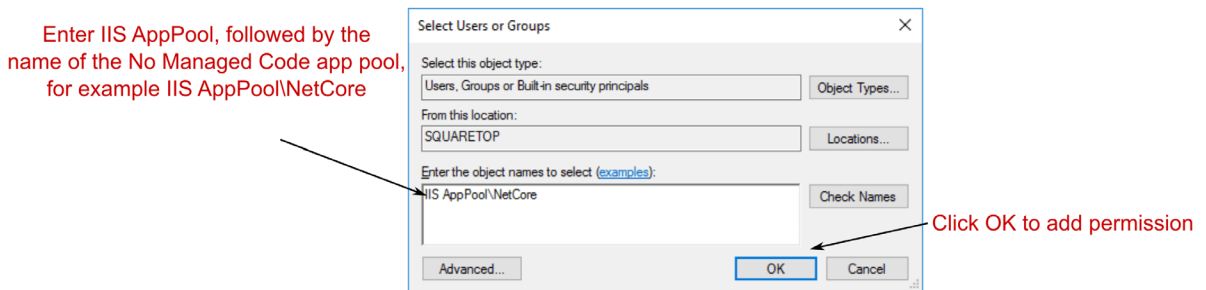 Enter IIS AppPool, followed by the
name of the No Managed Code app pool,
for example IIS AppPool\NetCore
Select Users or Groups
Select this object type:
Users, Groups or Built-in security principals
Object Types...
From this location:
SQUARETOP
Locations...
Enter the object names to select (examples):
IIS AppPool\NetCore
Check Names
Click OK to add permission
Advanced...
OK
Cancel